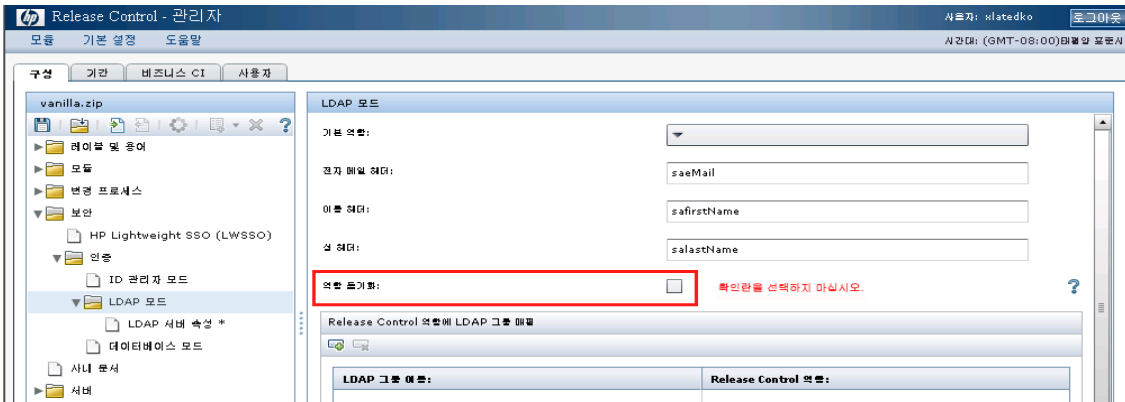 hp Release Control - 관리자
사용자: xlatedko 로그아웃
모듈 기본 설정 도움말
시간대: (GMT-08:00)태평양 표준시
구성 기간 비즈니스 CI 사용자
vanilla.zip
레이블 및 용어
모듈
변경 프로세스
보안
HP Lightweight SSO (LWSSO)
인증
ID 관리자 모드
LDAP 모드
LDAP 서버 속성 *
데이터베이스 모드
사내 문서
서버
LDAP 모드
기본 역할:
전자 메일 헤더: saeMail
이름 헤더: safirstName
성 헤더: salastName
역할 동기화: 확인란을 선택하지 마십시오.
Release Control 역할에 LDAP 그룹 매핑
LDAP 그룹 이름: Release Control 역할: